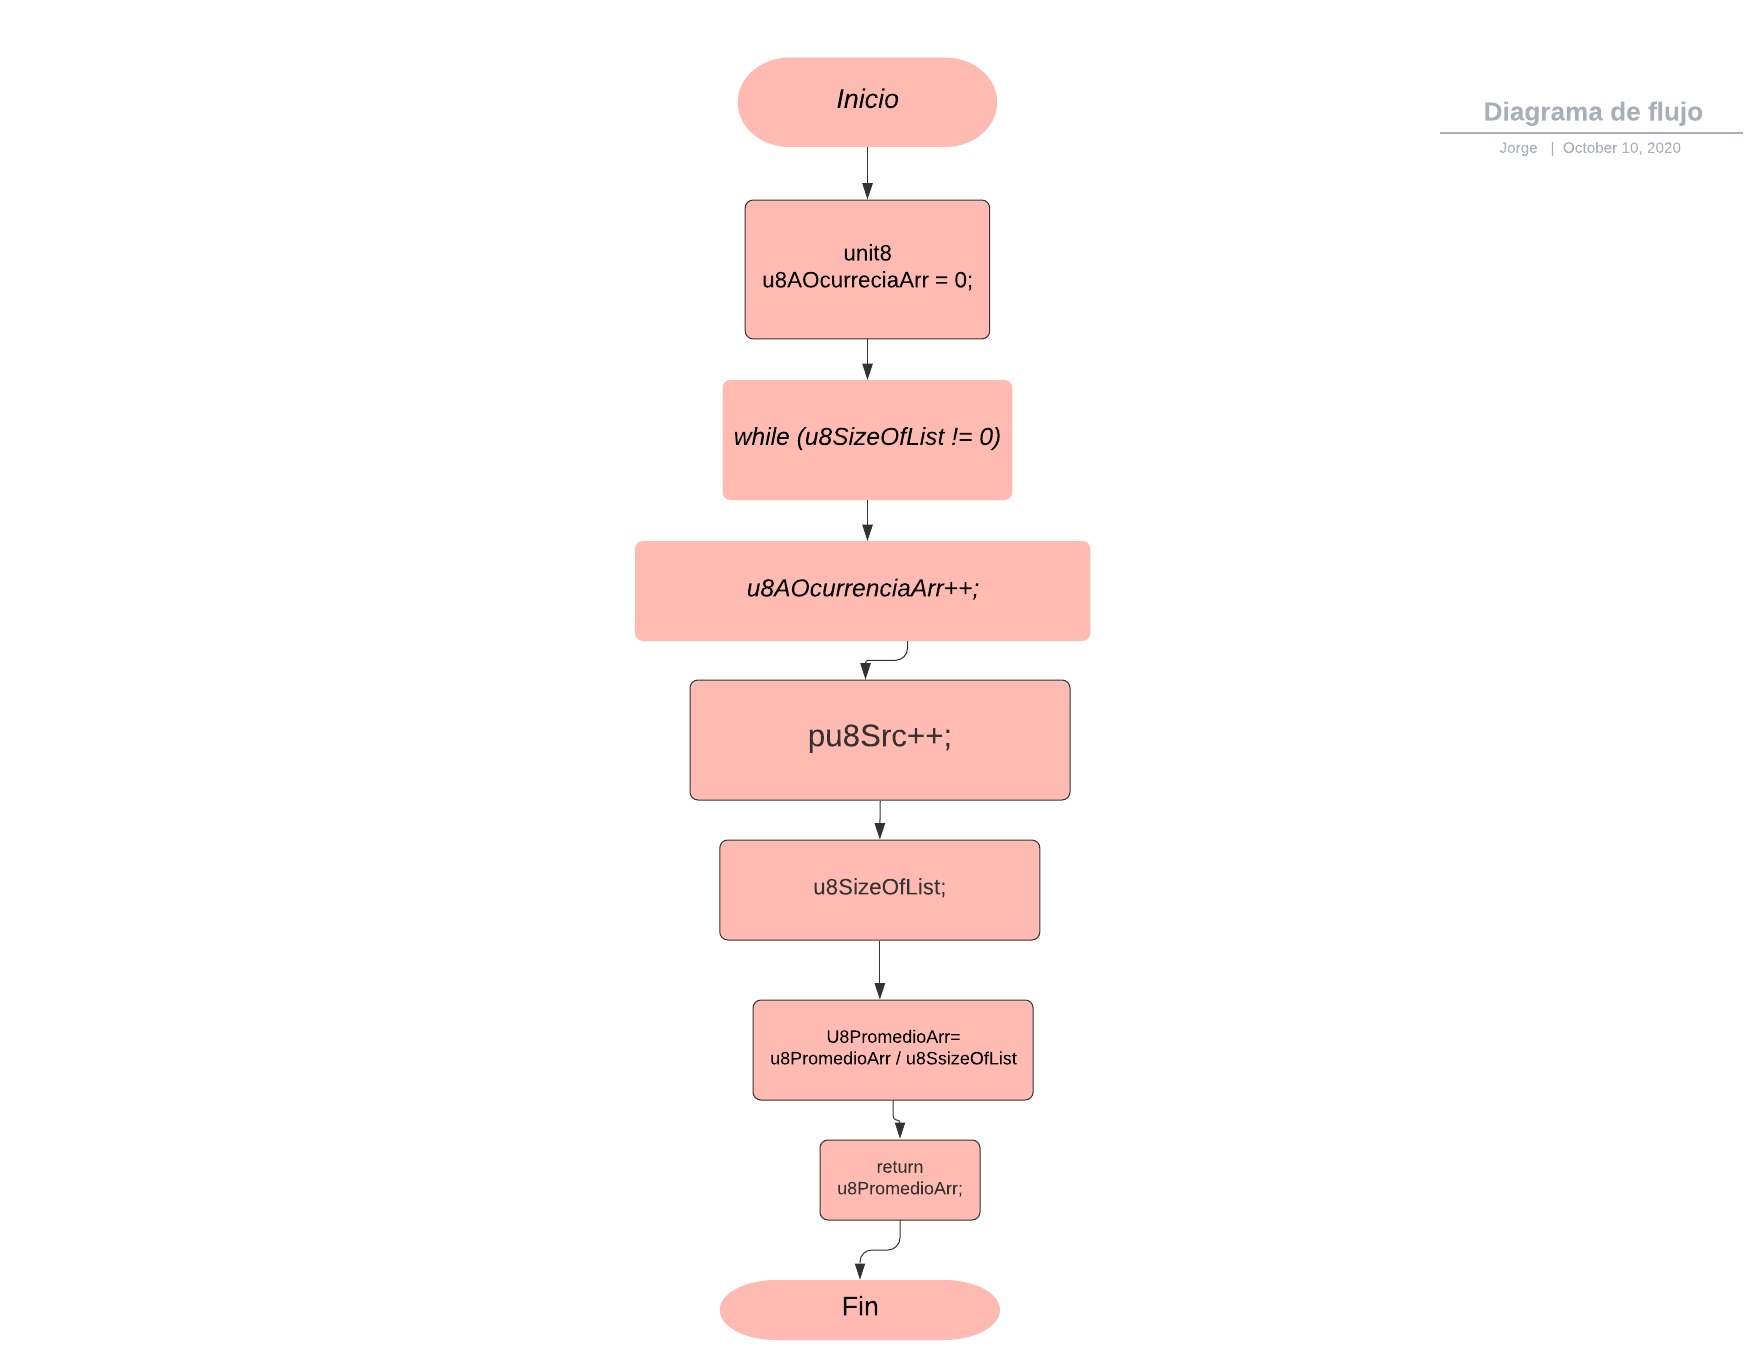 Inicio
Diagrama de flujo
Jorge | October 10, 2020
unit8
u8AOcurreciaArr = 0;
while (u8SizeOfList != 0)
u8AOcurrenciaArr++;
pu8Src++;
u8SizeOfList;
U8PromedioArr=
u8PromedioArr / u8SsizeOfList
return
u8PromedioArr;
Fin